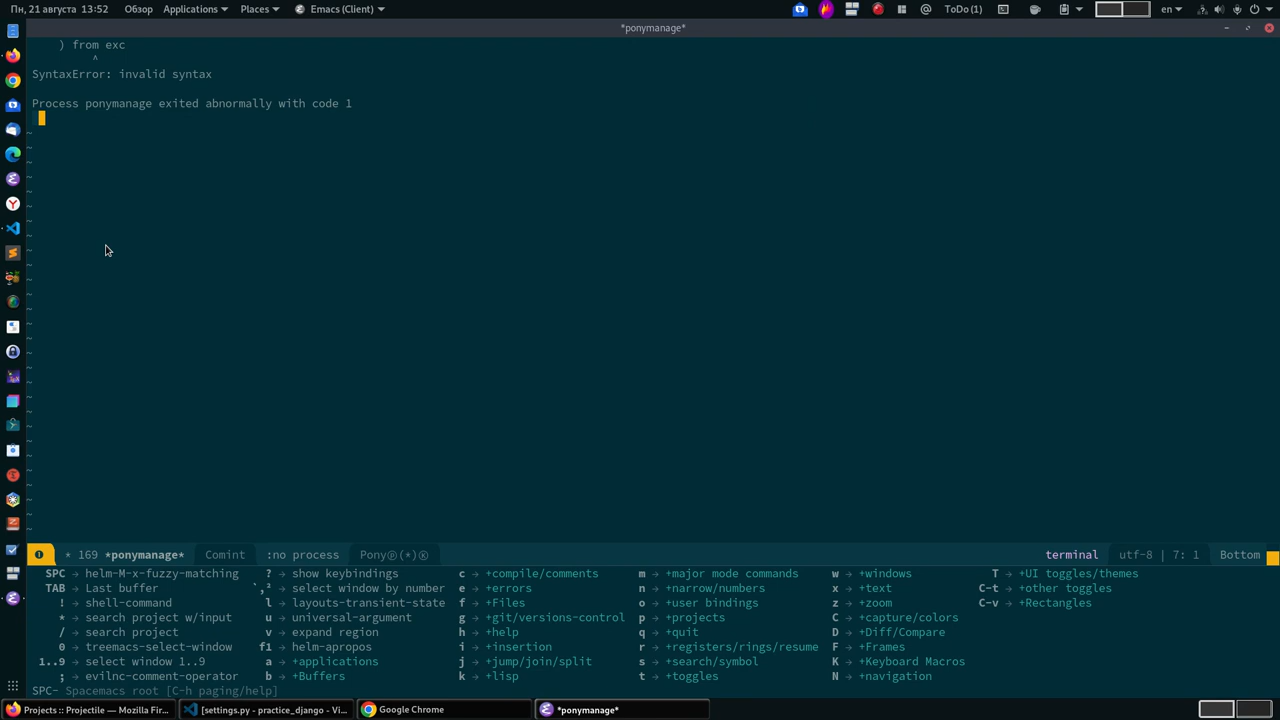 Пн, 21 августа 13:52 Обзор Applications Places Emacs (Client) ToDo(1) en
*ponymanage*
) from exc
^
SyntaxError: invalid syntax
Process ponymanage exited abnormally with code 1
* 169 *ponymanage* Comint :no process Ponyⓟ(*)Ⓚ terminal utf-8 | 7: 1 Bottom
SPC → helm-M-x-fuzzy-matching ? → show keybindings c → +compile/comments m → +major mode commands w → +windows T → +UI toggles/themes
TAB → Last buffer `,² → select window by number e → +errors n → +narrow/numbers x → +text C-t → +other toggles
! → shell-command l → layouts-transient-state f → +Files o → +user bindings z → +zoom C-v → +Rectangles
* → search project w/input u → universal-argument g → +git/versions-control p → +projects C → +capture/colors
/ → search project v → expand region h → +help q → +quit D → +Diff/Compare
0 → treemacs-select-window f1 → helm-apropos i → +insertion r → +registers/rings/resume F → +Frames
1..9 → select window 1..9 a → +applications j → +jump/join/split s → +search/symbol K → +Keyboard Macros
; → evilnc-comment-operator b → +Buffers k → +lisp t → +toggles N → +navigation
SPC- Spacemacs root [C-h paging/help]
Projects :: Projectile — Mozilla Fir... [settings.py - practice_django - Vi... Google Chrome *ponymanage*